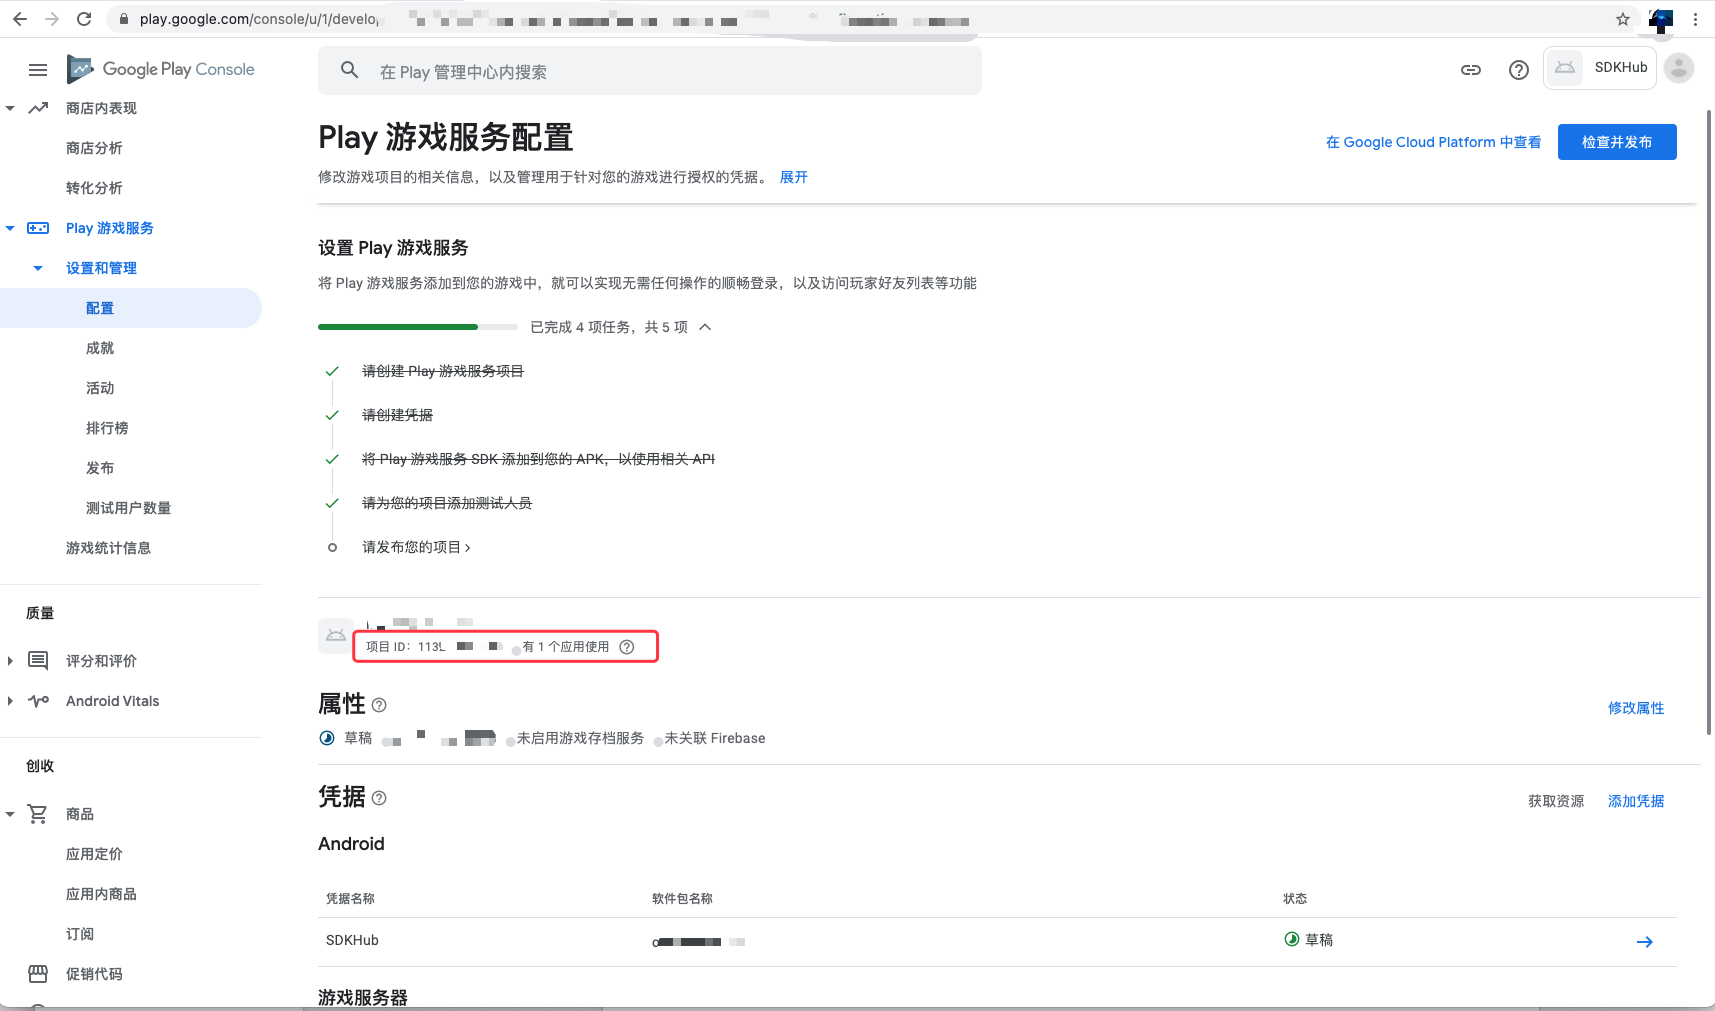 play.google.com/console/u/1/develop
Google Play Console
在 Play 管理中心内搜索
SDKHub
商店内表现
商店分析
转化分析
Play 游戏服务
设置和管理
配置
成就
活动
排行榜
发布
测试用户数量
游戏统计信息
质量
评分和评价
Android Vitals
创收
商品
应用定价
应用内商品
订阅
促销代码
Play 游戏服务配置
在 Google Cloud Platform 中查看
检查并发布
修改游戏项目的相关信息，以及管理用于针对您的游戏进行授权的凭据。 展开
设置 Play 游戏服务
将 Play 游戏服务添加到您的游戏中，就可以实现无需任何操作的顺畅登录，以及访问玩家好友列表等功能
已完成 4 项任务，共 5 项
请创建 Play 游戏服务项目
请创建凭据
将 Play 游戏服务 SDK 添加到您的 APK，以使用相关 API
请为您的项目添加测试人员
请发布您的项目
项目 ID： 113 有 1 个应用使用
属性
修改属性
草稿 未启用游戏存档服务 未关联 Firebase
凭据
获取资源 添加凭据
Android
凭据名称 软件包名称 状态
SDKHub 草稿
游戏服务器